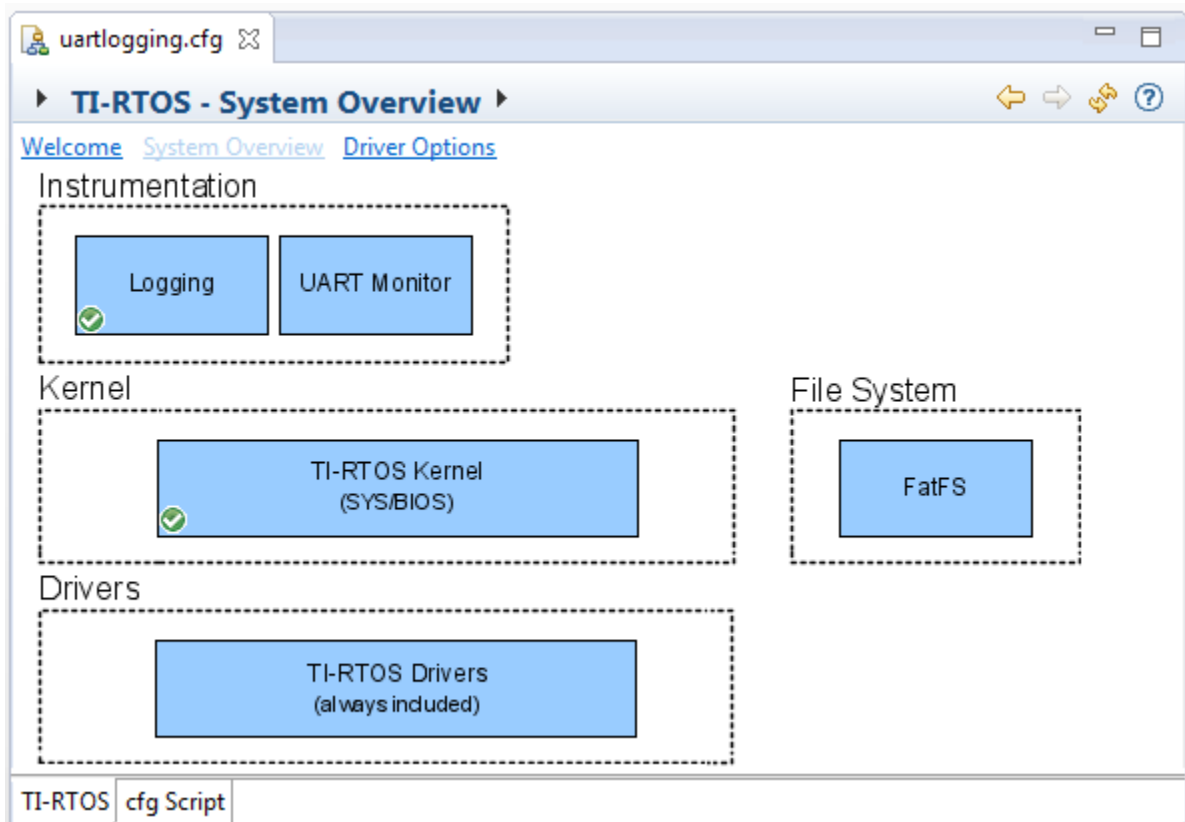 uartlogging.cfg
TI-RTOS - System Overview
Welcome System Overview Driver Options
Instrumentation
Logging
UART Monitor
Kernel
File System
TI-RTOS Kernel
(SYS/BIOS)
FatFS
Drivers
TI-RTOS Drivers
(always included)
TI-RTOS cfg Script